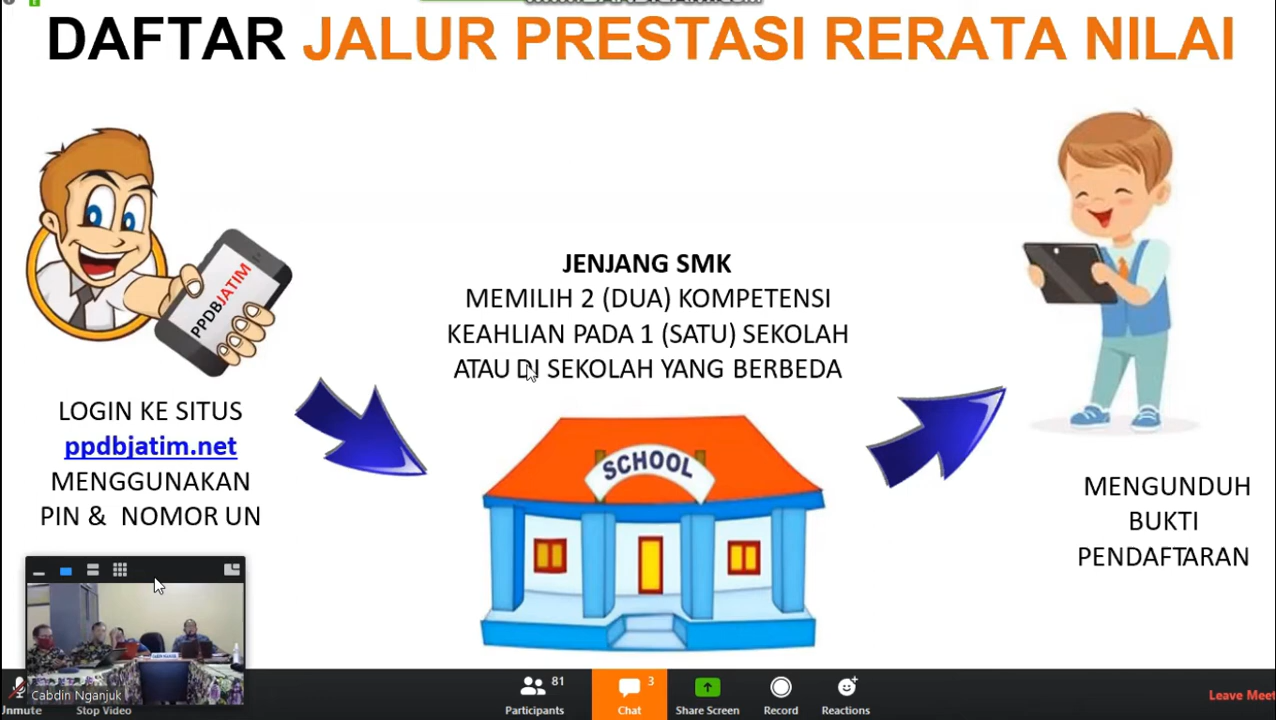 DAFTAR JALUR PRESTASI RERATA NILAI
PPDBJATIM
LOGIN KE SITUS
ppdbjatim.net
MENGGUNAKAN
PIN & NOMOR UN
JENJANG SMK
MEMILIH 2 (DUA) KOMPETENSI
KEAHLIAN PADA 1 (SATU) SEKOLAH
ATAU DI SEKOLAH YANG BERBEDA
SCHOOL
MENGUNDUH
BUKTI
PENDAFTARAN
Cabdin Nganjuk
Unmute
Stop Video
81
Participants
3
Chat
Share Screen
Record
Reactions
Leave Meet